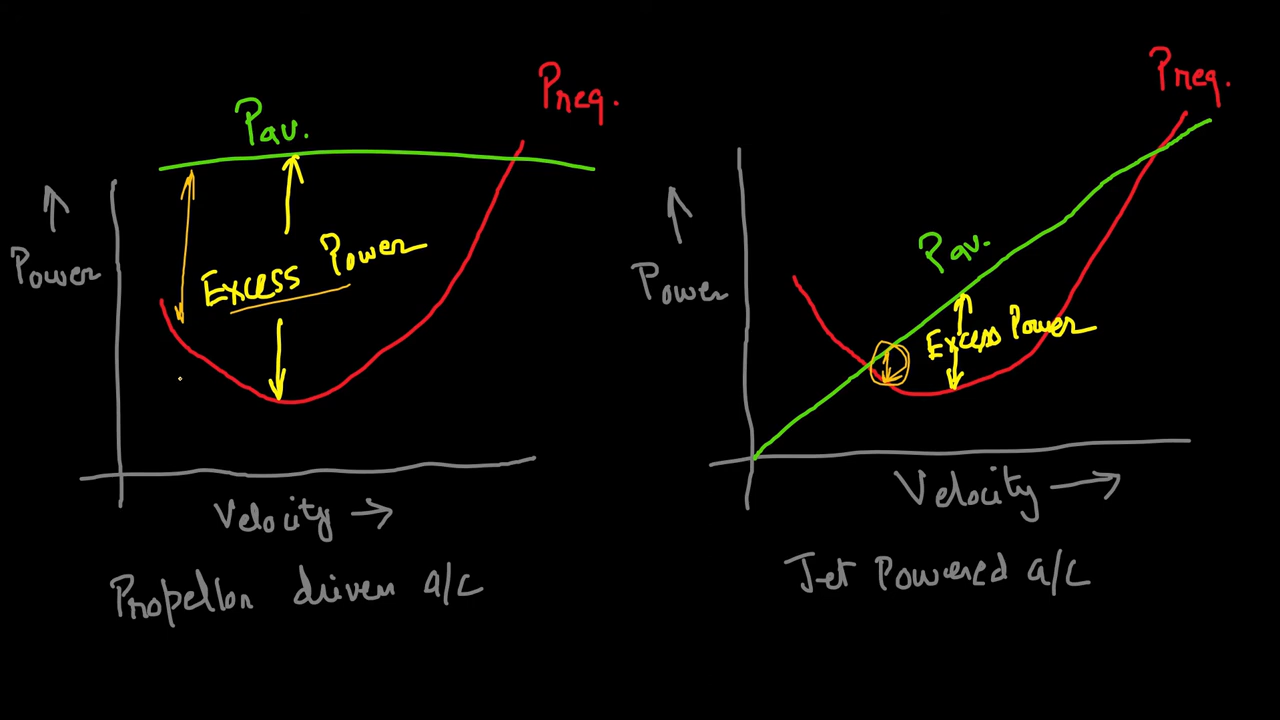 Pav.
Preq.
Power
Excess Power
Velocity →
Propellor driven a/c
Preq.
Pav.
Power
Excess Power
Velocity →
Jet Powered a/c